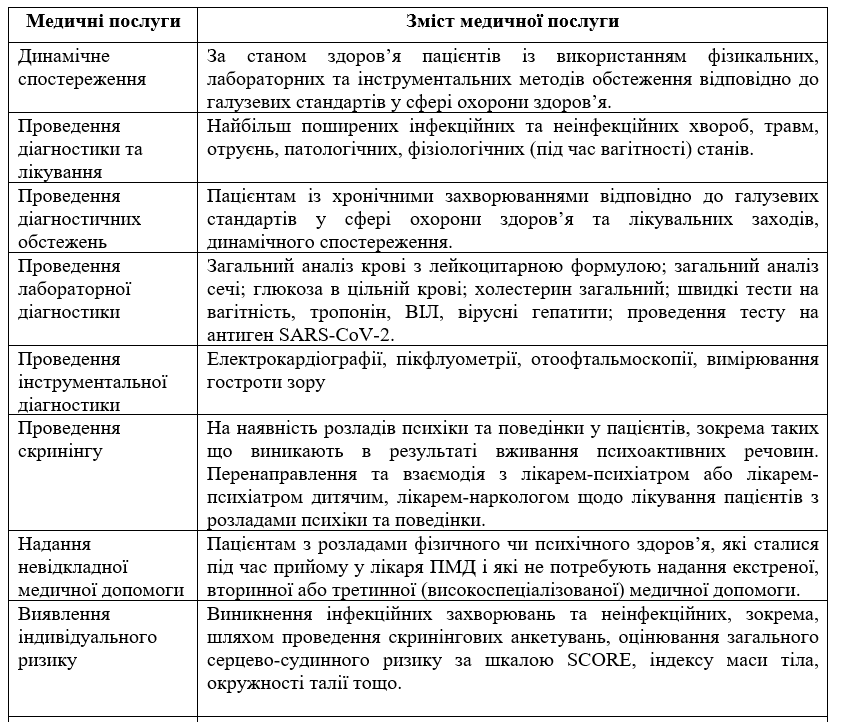 Медичні послуги
Зміст медичної послуги
Динамічне
спостереження
За станом здоров’я пацієнтів із використанням фізикальних,
лабораторних та інструментальних методів обстеження відповідно до
галузевих стандартів у сфері охорони здоров’я.
Проведення
діагностики та
лікування
Найбільш поширених інфекційних та неінфекційних хвороб, травм,
отруєнь, патологічних, фізіологічних (під час вагітності) станів.
Проведення
діагностичних
обстежень
Пацієнтам із хронічними захворюваннями відповідно до галузевих
стандартів у сфері охорони здоров’я та лікувальних заходів,
динамічного спостереження.
Проведення
лабораторної
діагностики
Загальний аналіз крові з лейкоцитарною формулою; загальний аналіз
сечі; глюкоза в цільній крові; холестерин загальний; швидкі тести на
вагітність, тропонін, ВІЛ, вірусні гепатити; проведення тесту на
антиген SARS-CoV-2.
Проведення
інструментальної
діагностики
Електрокардіографії, пікфлуометрії, отоофтальмоскопії, вимірювання
гостроти зору
Проведення
скринінгу
На наявність розладів психіки та поведінки у пацієнтів, зокрема таких
що виникають в результаті вживання психоактивних речовин.
Перенаправлення та взаємодія з лікарем-психіатром або лікарем-
психіатром дитячим, лікарем-наркологом щодо лікування пацієнтів з
розладами психіки та поведінки.
Надання
невідкладної
медичної допомоги
Пацієнтам з розладами фізичного чи психічного здоров’я, які сталися
під час прийому у лікаря ПМД і які не потребують надання екстреної,
вторинної або третинної (високоспеціалізованої) медичної допомоги.
Виявлення
індивідуального
ризику
Виникнення інфекційних захворювань та неінфекційних, зокрема,
шляхом проведення скринінгових анкетувань, оцінювання загального
серцево-судинного ризику за шкалою SCORE, індексу маси тіла,
окружності талії тощо.